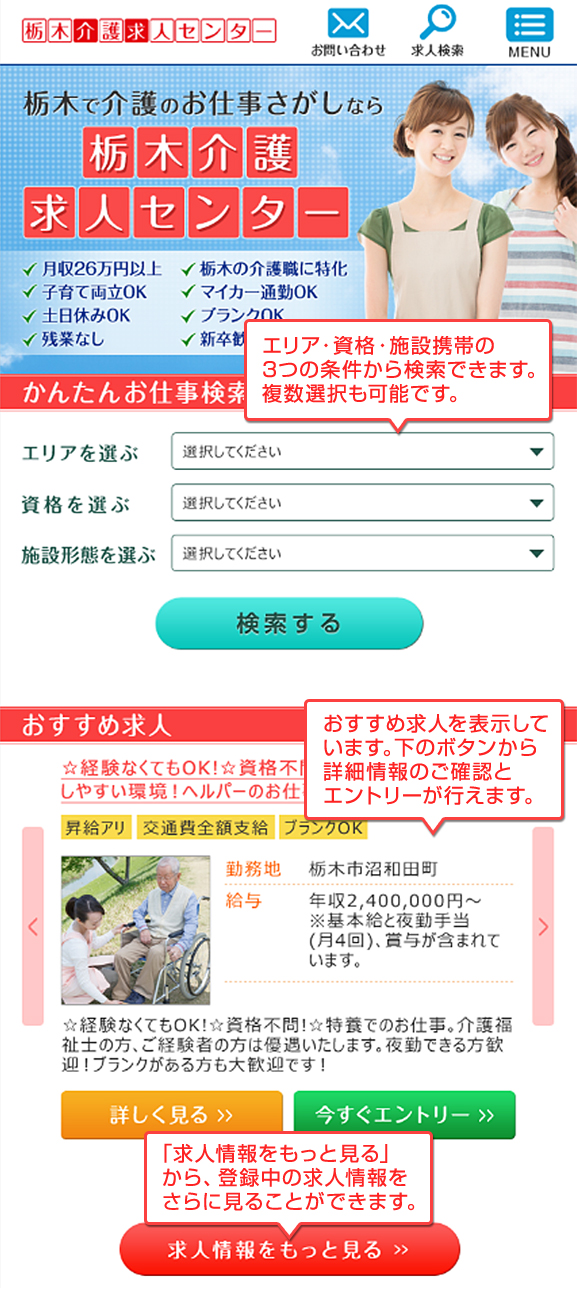 栃木介護求人センター
お問い合わせ
求人検索
MENU
栃木で介護のお仕事さがしなら
栃木介護
求人センター
✓月収26万円以上
✓栃木の介護職に特化
✓子育て両立OK
✓マイカー通勤OK
✓土日休みOK
✓ブランクOK
✓残業なし
✓新卒歓
エリア・資格・施設携帯の
3つの条件から検索できます。
複数選択も可能です。
かんたんお仕事検索
エリアを選ぶ
選択してください
資格を選ぶ
選択してください
施設形態を選ぶ
選択してください
検索する
おすすめ求人
おすすめ求人を表示して
います。下のボタンから
詳細情報のご確認と
エントリーが行えます。
☆経験なくてもOK!☆資格不問
しやすい環境！ヘルパーのお仕
昇給アリ
交通費全額支給
ブランクOK
勤務地
栃木市沼和田町
給与
年収2,400,000円～
※基本給と夜勤手当
(月4回)、賞与が含まれて
います。
☆経験なくてもOK!☆資格不問!☆特養でのお仕事。介護福
祉士の方、ご経験者の方は優遇いたします。夜勤できる方歓
迎！ブランクがある方も大歓迎です！
詳しく見る »
今すぐエントリー »
「求人情報をもっと見る」
から、登録中の求人情報を
さらに見ることができます。
求人情報をもっと見る »